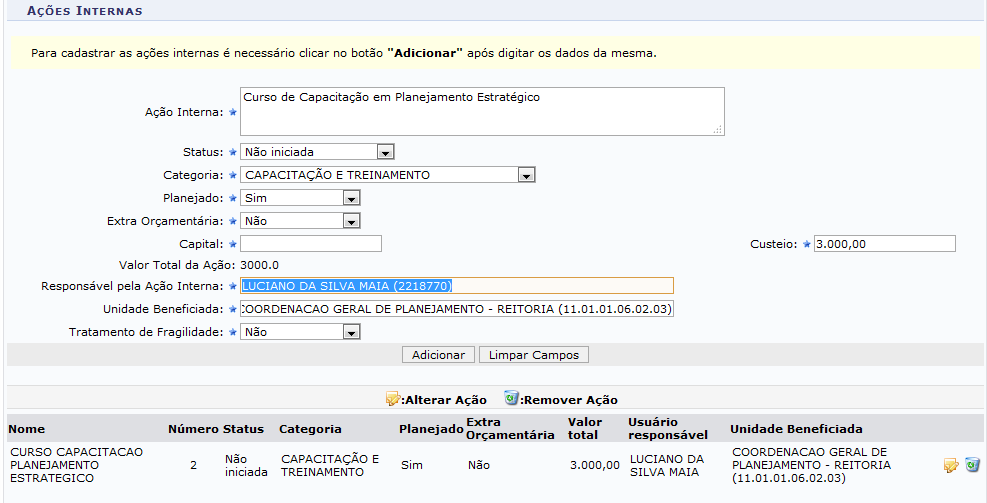 AÇÕES INTERNAS
Para cadastrar as ações internas é necessário clicar no botão "Adicionar" após digitar os dados da mesma.
Ação Interna: Curso de Capacitação em Planejamento Estratégico
Status: Não iniciada
Categoria: CAPACITAÇÃO E TREINAMENTO
Planejado: Sim
Extra Orçamentária: Não
Capital: Custeio: 3.000,00
Valor Total da Ação: 3000.0
Responsável pela Ação Interna: LUCIANO DA SILVA MAIA (2218770)
Unidade Beneficiada: COORDENACAO GERAL DE PLANEJAMENTO - REITORIA (11.01.01.06.02.03)
Tratamento de Fragilidade: Não
Adicionar Limpar Campos
:Alterar Ação :Remover Ação
Nome Número Status Categoria Planejado Extra Orçamentária Valor total Usuário responsável Unidade Beneficiada
CURSO CAPACITACAO PLANEJAMENTO ESTRATEGICO 2 Não iniciada CAPACITAÇÃO E TREINAMENTO Sim Não 3.000,00 LUCIANO DA SILVA MAIA COORDENACAO GERAL DE PLANEJAMENTO - REITORIA (11.01.01.06.02.03)